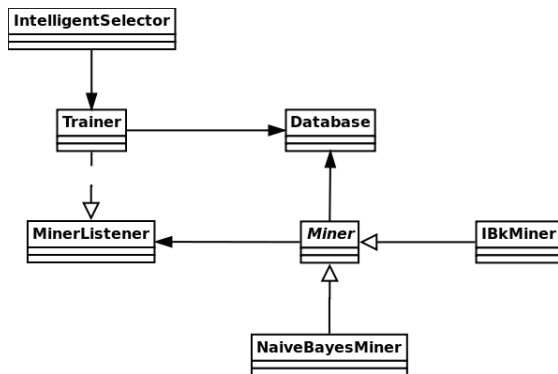 IntelligentSelector
Trainer
Database
MinerListener
Miner
IBkMiner
NaiveBayesMiner